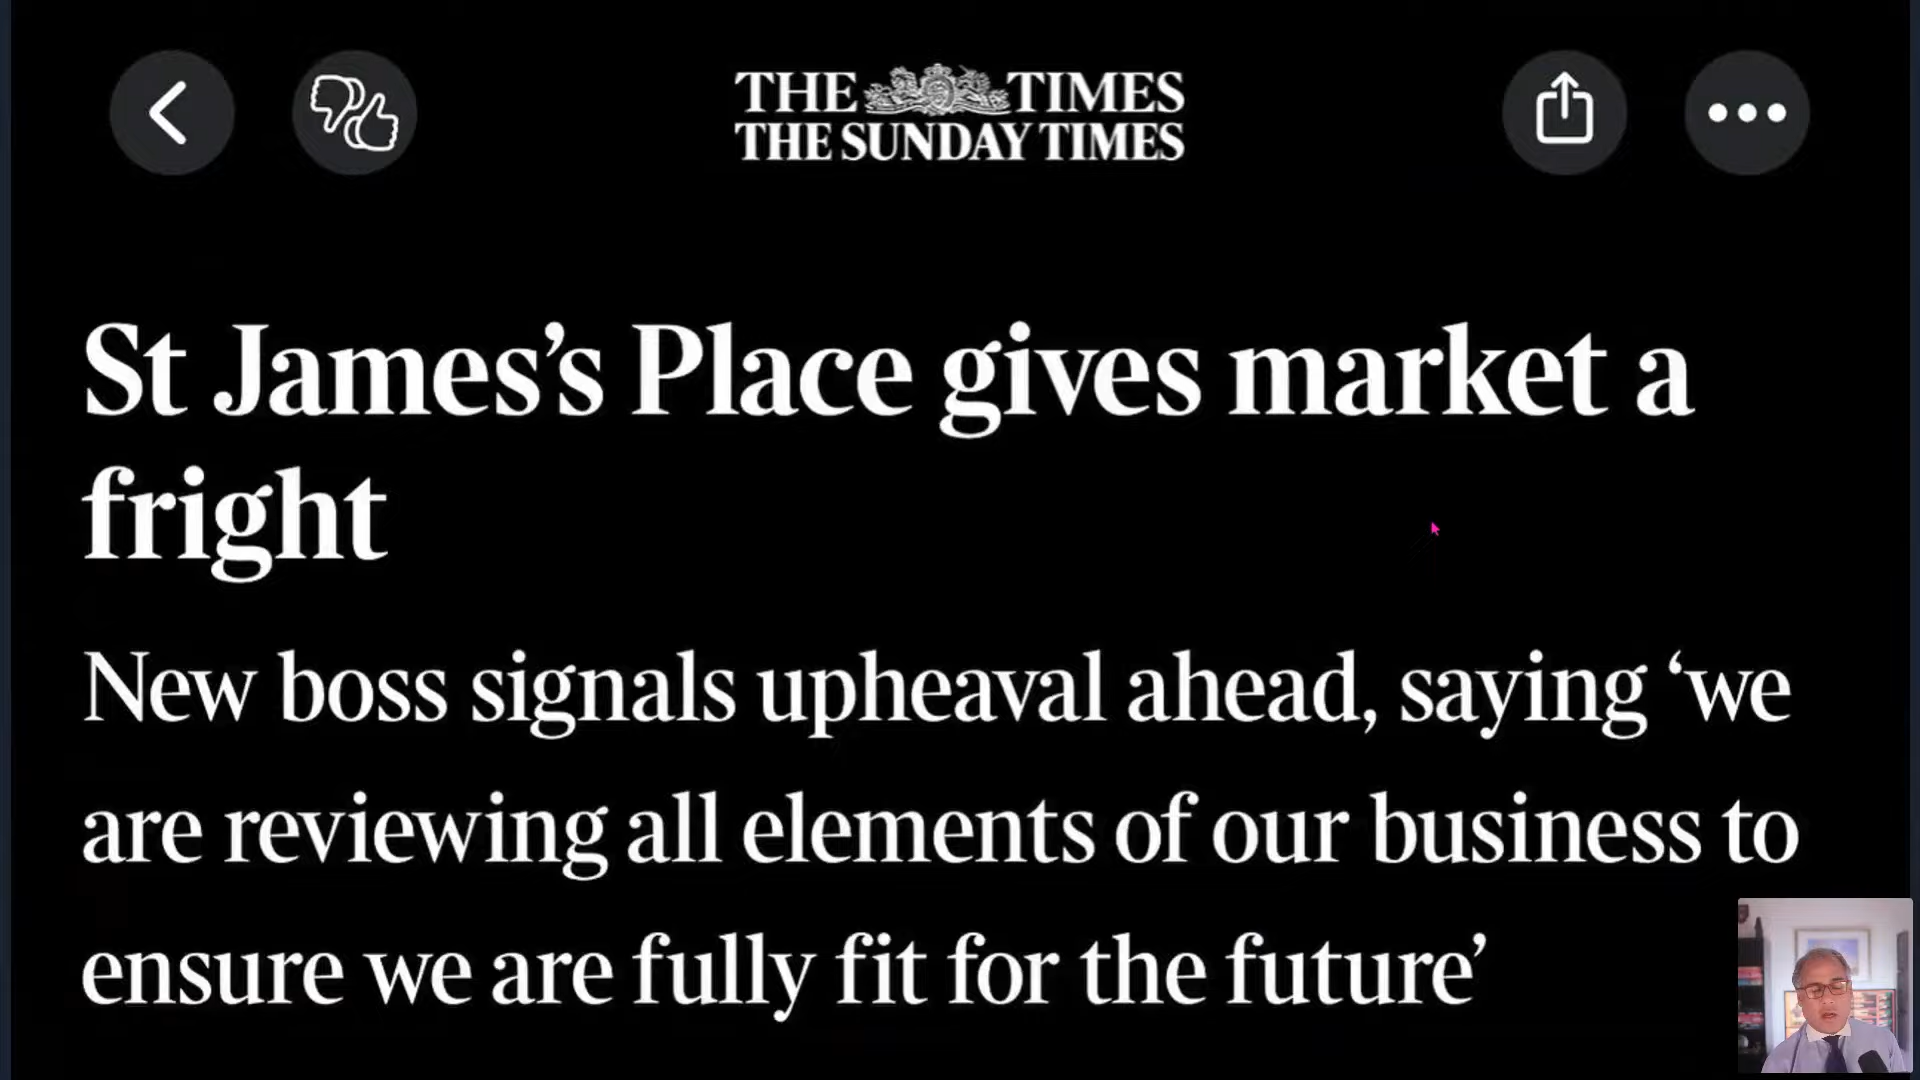 THE TIMES
THE SUNDAY TIMES
St James’s Place gives market a
fright
New boss signals upheaval ahead, saying ‘we
are reviewing all elements of our business to
ensure we are fully fit for the future’